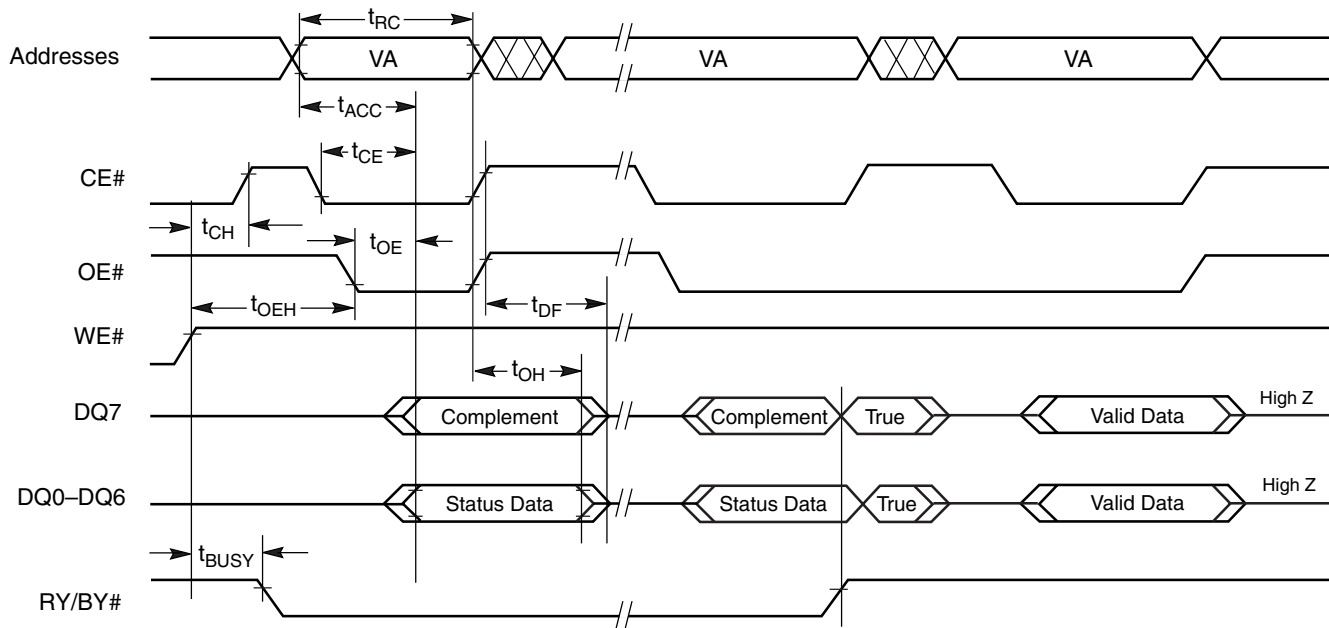 tRC
Addresses VA VA VA
tACC
tCE
CE#
tCH tOE
OE#
tOEH tDF
WE#
tOH
DQ7 Complement Complement True Valid Data High Z
DQ0–DQ6 Status Data Status Data True Valid Data High Z
tBUSY
RY/BY#